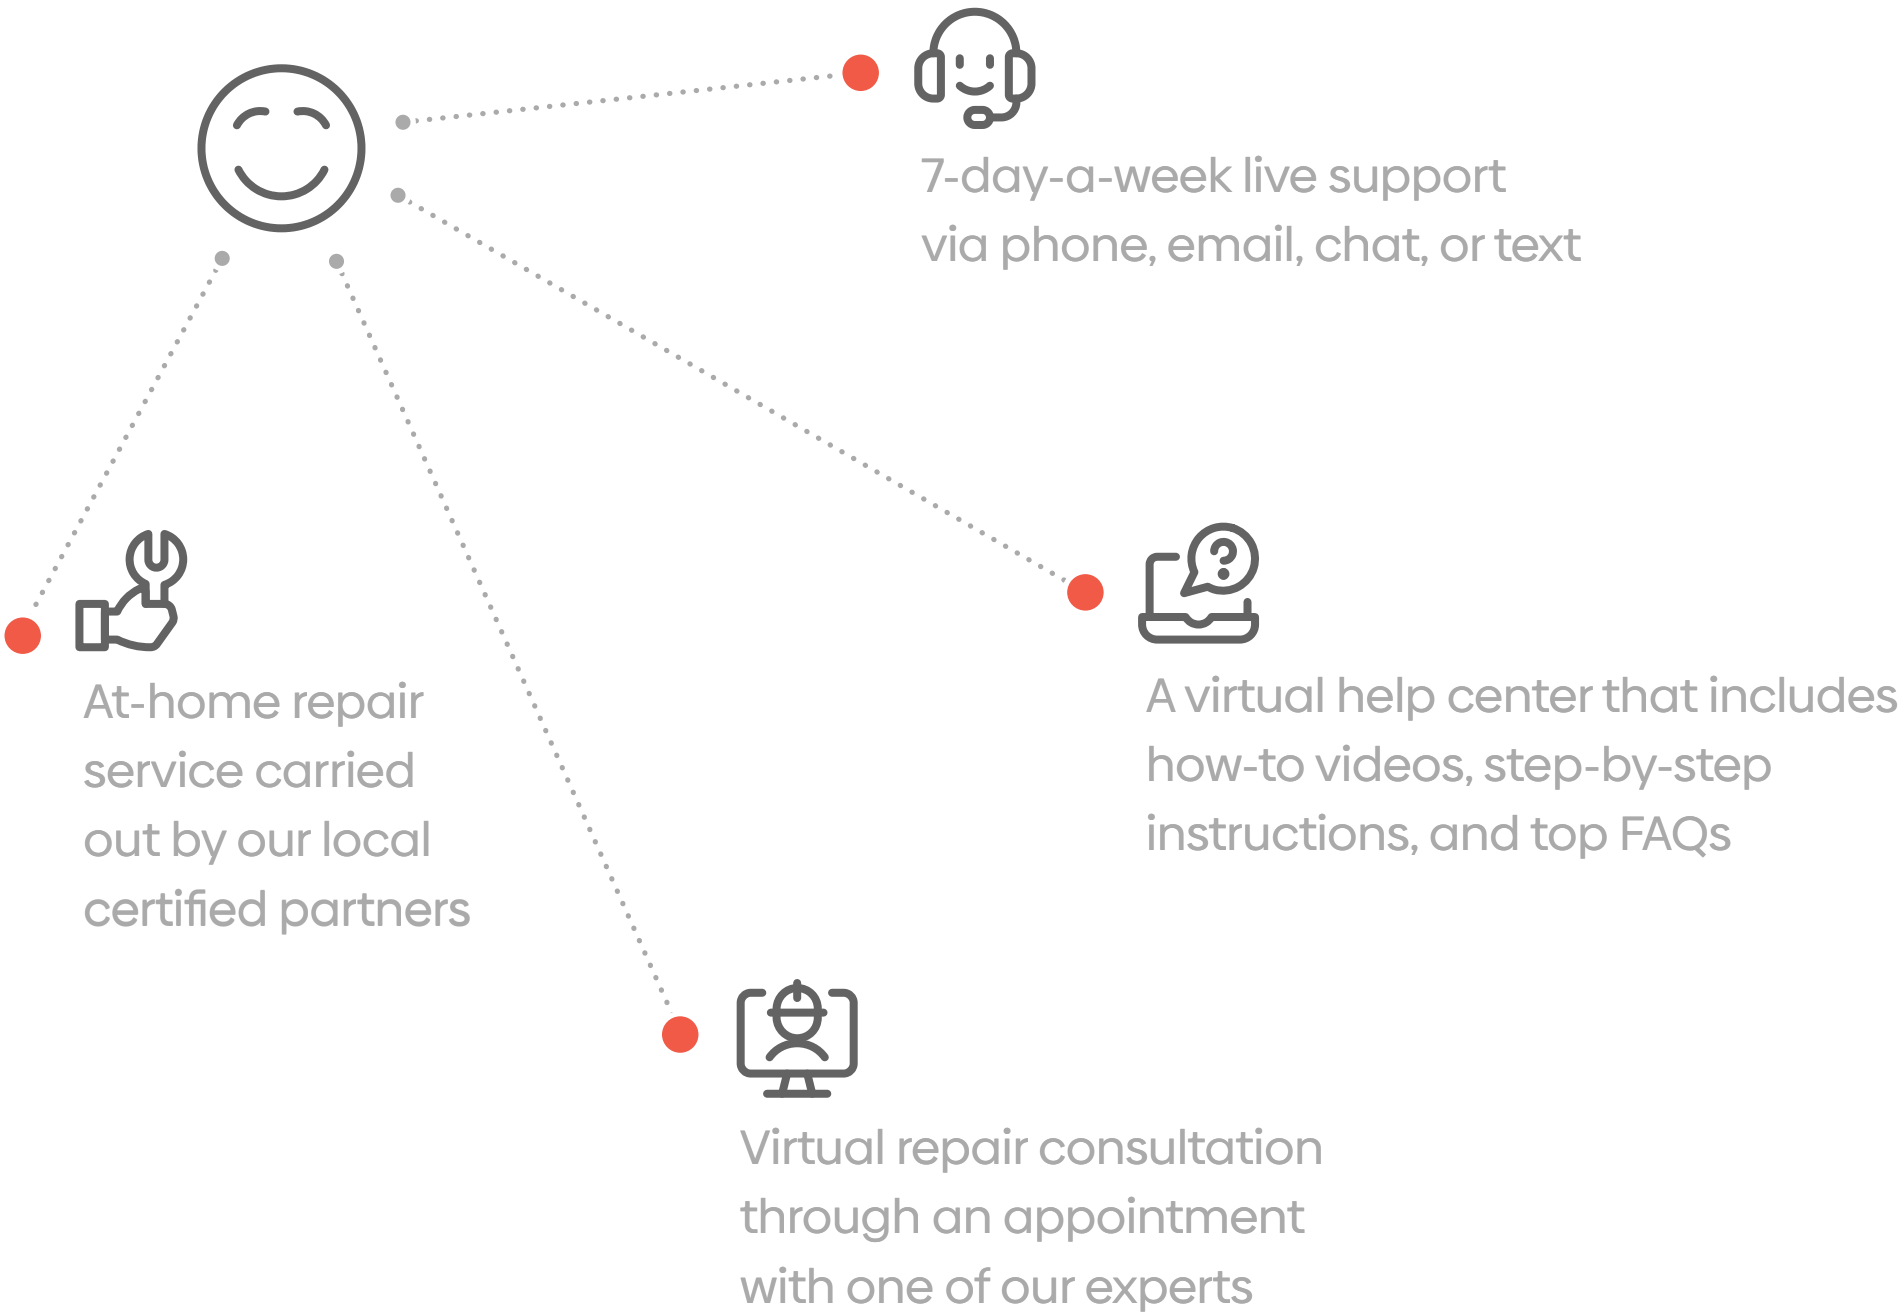 7-day-a-week live support
via phone, email, chat, or text
At-home repair
service carried
out by our local
certified partners
A virtual help center that includes
how-to videos, step-by-step
instructions, and top FAQs
Virtual repair consultation
through an appointment
with one of our experts